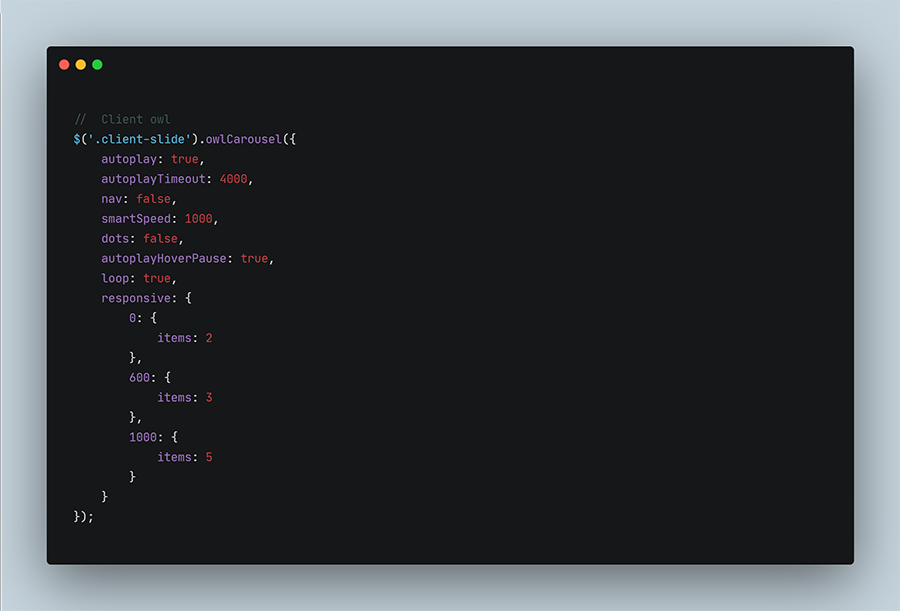 //  Client owl
$('.client-slide').owlCarousel({
    autoplay: true,
    autoplayTimeout: 4000,
    nav: false,
    smartSpeed: 1000,
    dots: false,
    autoplayHoverPause: true,
    loop: true,
    responsive: {
        0: {
            items: 2
        },
        600: {
            items: 3
        },
        1000: {
            items: 5
        }
    }
});